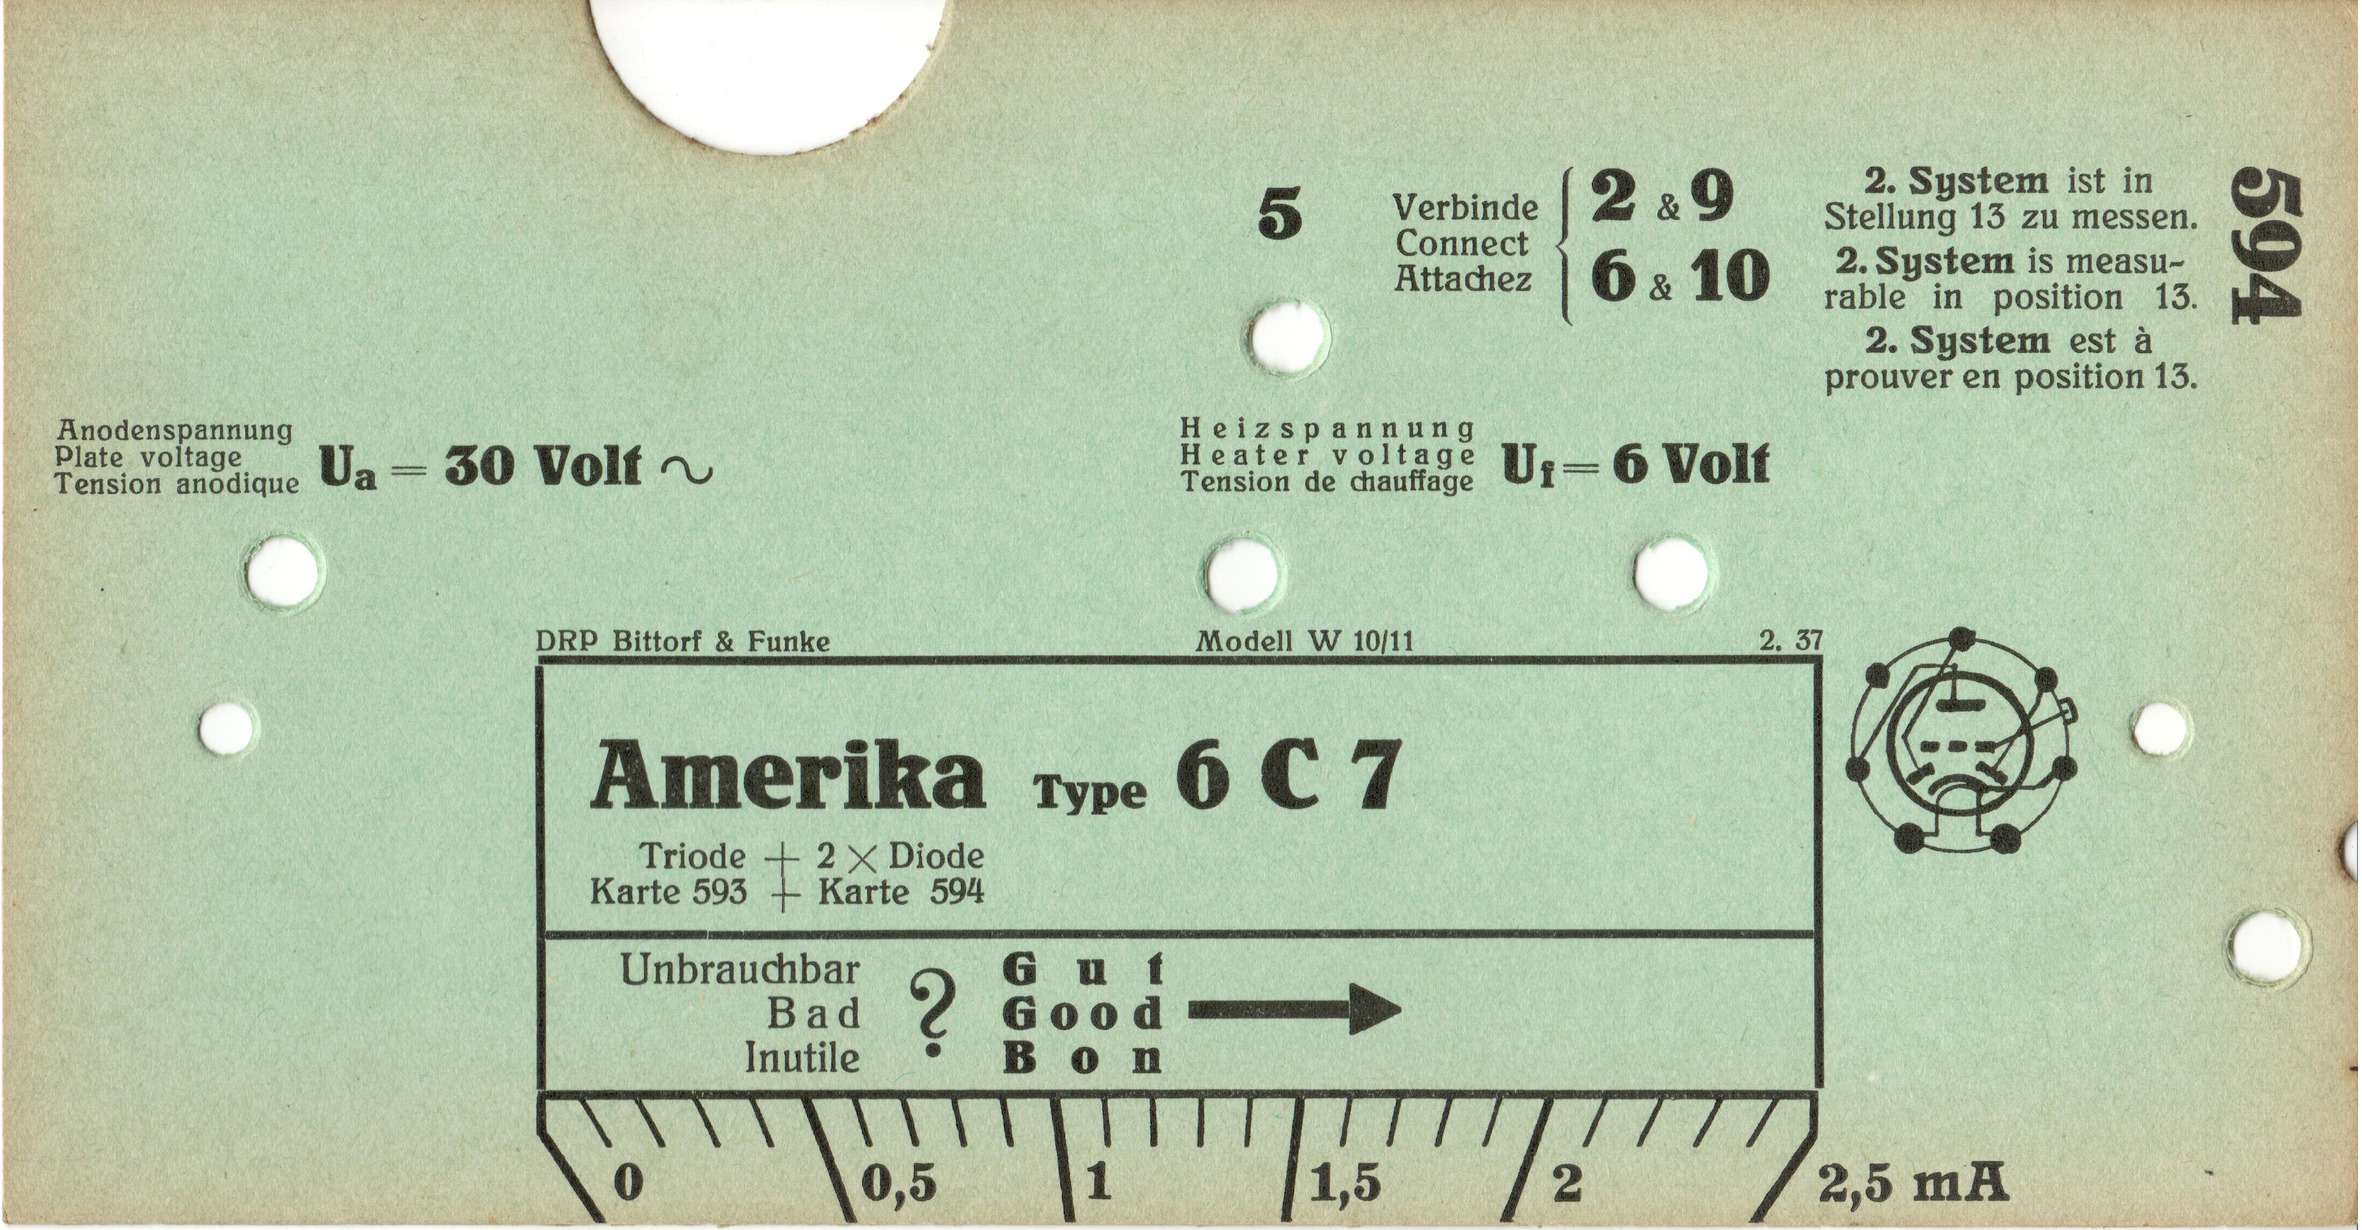 5
Verbinde
Connect
Attachez
2 & 9
6 & 10
2. System ist in
Stellung 13 zu messen.
2. System is measu-
rable in position 13.
2. System est à
prouver en position 13.
594
Anodenspannung
Plate voltage
Tension anodique
Ua = 30 Volt ~
Heizspannung
Heater voltage
Tension de chauffage
Uf = 6 Volt
DRP Bittorf & Funke Modell W 10/11 2. 37
Amerika Type 6 C 7
Triode + 2 × Diode
Karte 593 + Karte 594
Unbrauchbar
Bad
Inutile
?
Gut
Good
Bon
0 0,5 1 1,5 2 2,5 mA